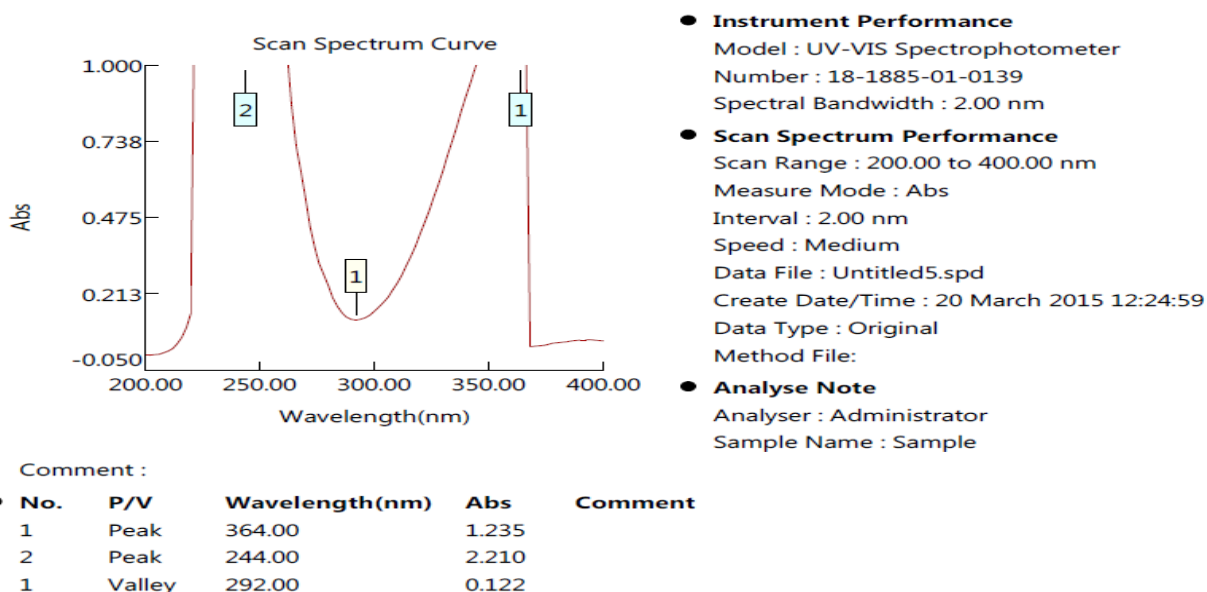 Scan Spectrum Curve
1.000
0.738
0.475
0.213
-0.050
Abs
2
1
1
200.00 250.00 300.00 350.00 400.00
Wavelength(nm)
● Instrument Performance
Model : UV-VIS Spectrophotometer
Number : 18-1885-01-0139
Spectral Bandwidth : 2.00 nm
● Scan Spectrum Performance
Scan Range : 200.00 to 400.00 nm
Measure Mode : Abs
Interval : 2.00 nm
Speed : Medium
Data File : Untitled5.spd
Create Date/Time : 20 March 2015 12:24:59
Data Type : Original
Method File:
● Analyse Note
Analyser : Administrator
Sample Name : Sample
Comment :
No. P/V Wavelength(nm) Abs Comment
1 Peak 364.00 1.235
2 Peak 244.00 2.210
1 Valley 292.00 0.122